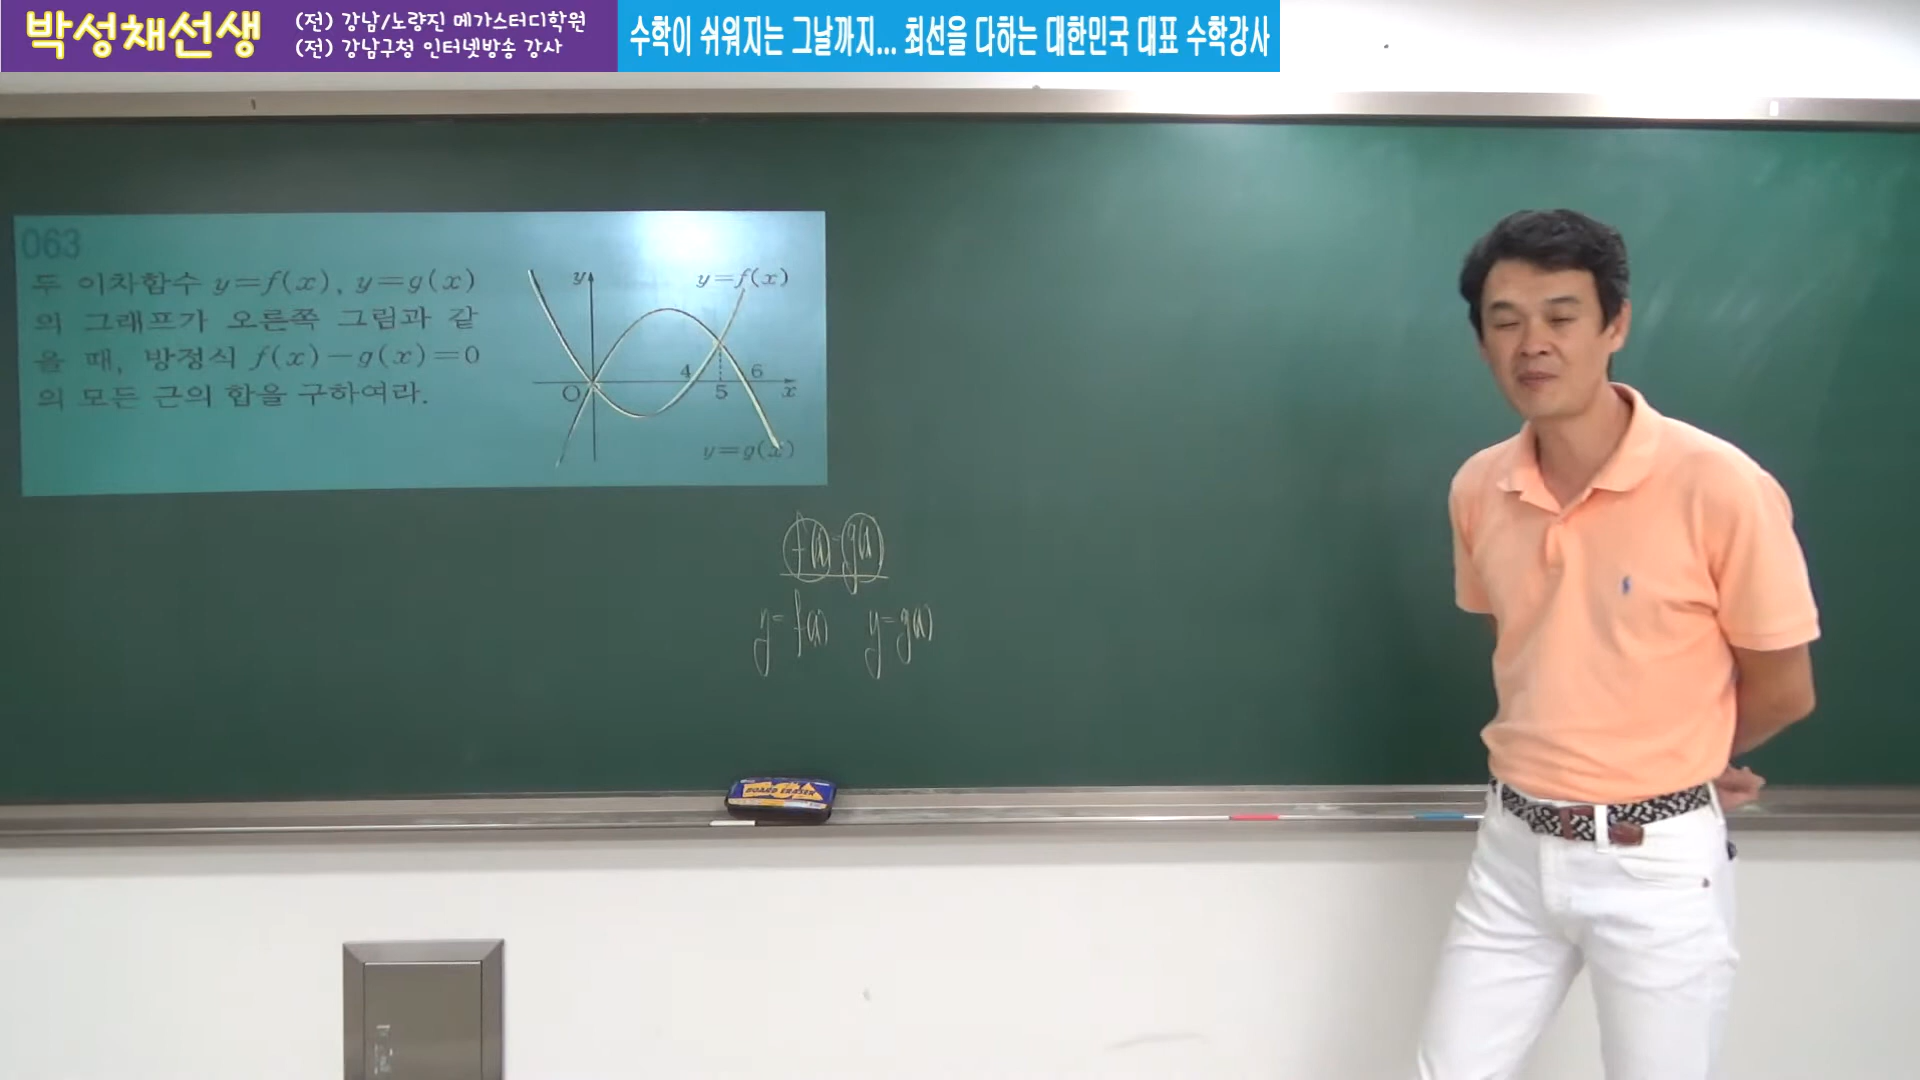 박성채선생
(전) 강남/노량진 메가스터디학원
(전) 강남구청 인터넷방송 강사
수학이 쉬워지는 그날까지... 최선을 다하는 대한민국 대표 수학강사
063
두 이차함수 y=f(x), y=g(x)
의 그래프가 오른쪽 그림과 같
을 때, 방정식 f(x)-g(x)=0
의 모든 근의 합을 구하여라.
y
y=f(x)
4
6
O
5
x
y=g(x)
f(x)=g(x)
y=f(x) y=g(x)
BOARD ERASER